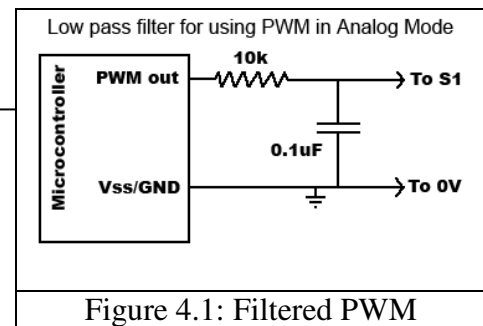 Low pass filter for using PWM in Analog Mode
Microcontroller
PWM out
10k
To S1
0.1uF
Vss/GND
To 0V
Figure 4.1: Filtered PWM